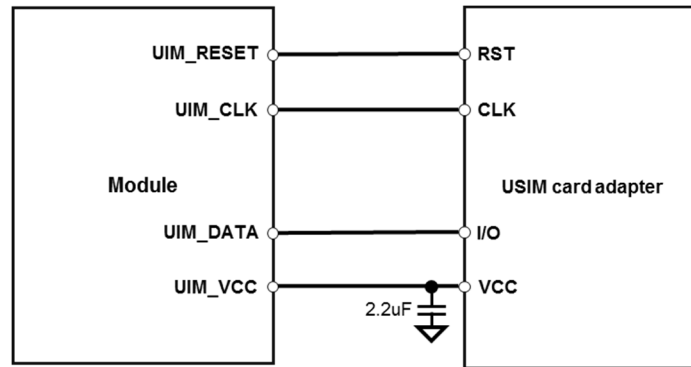 UIM_RESET RST
UIM_CLK CLK
Module USIM card adapter
UIM_DATA I/O
UIM_VCC VCC
2.2uF